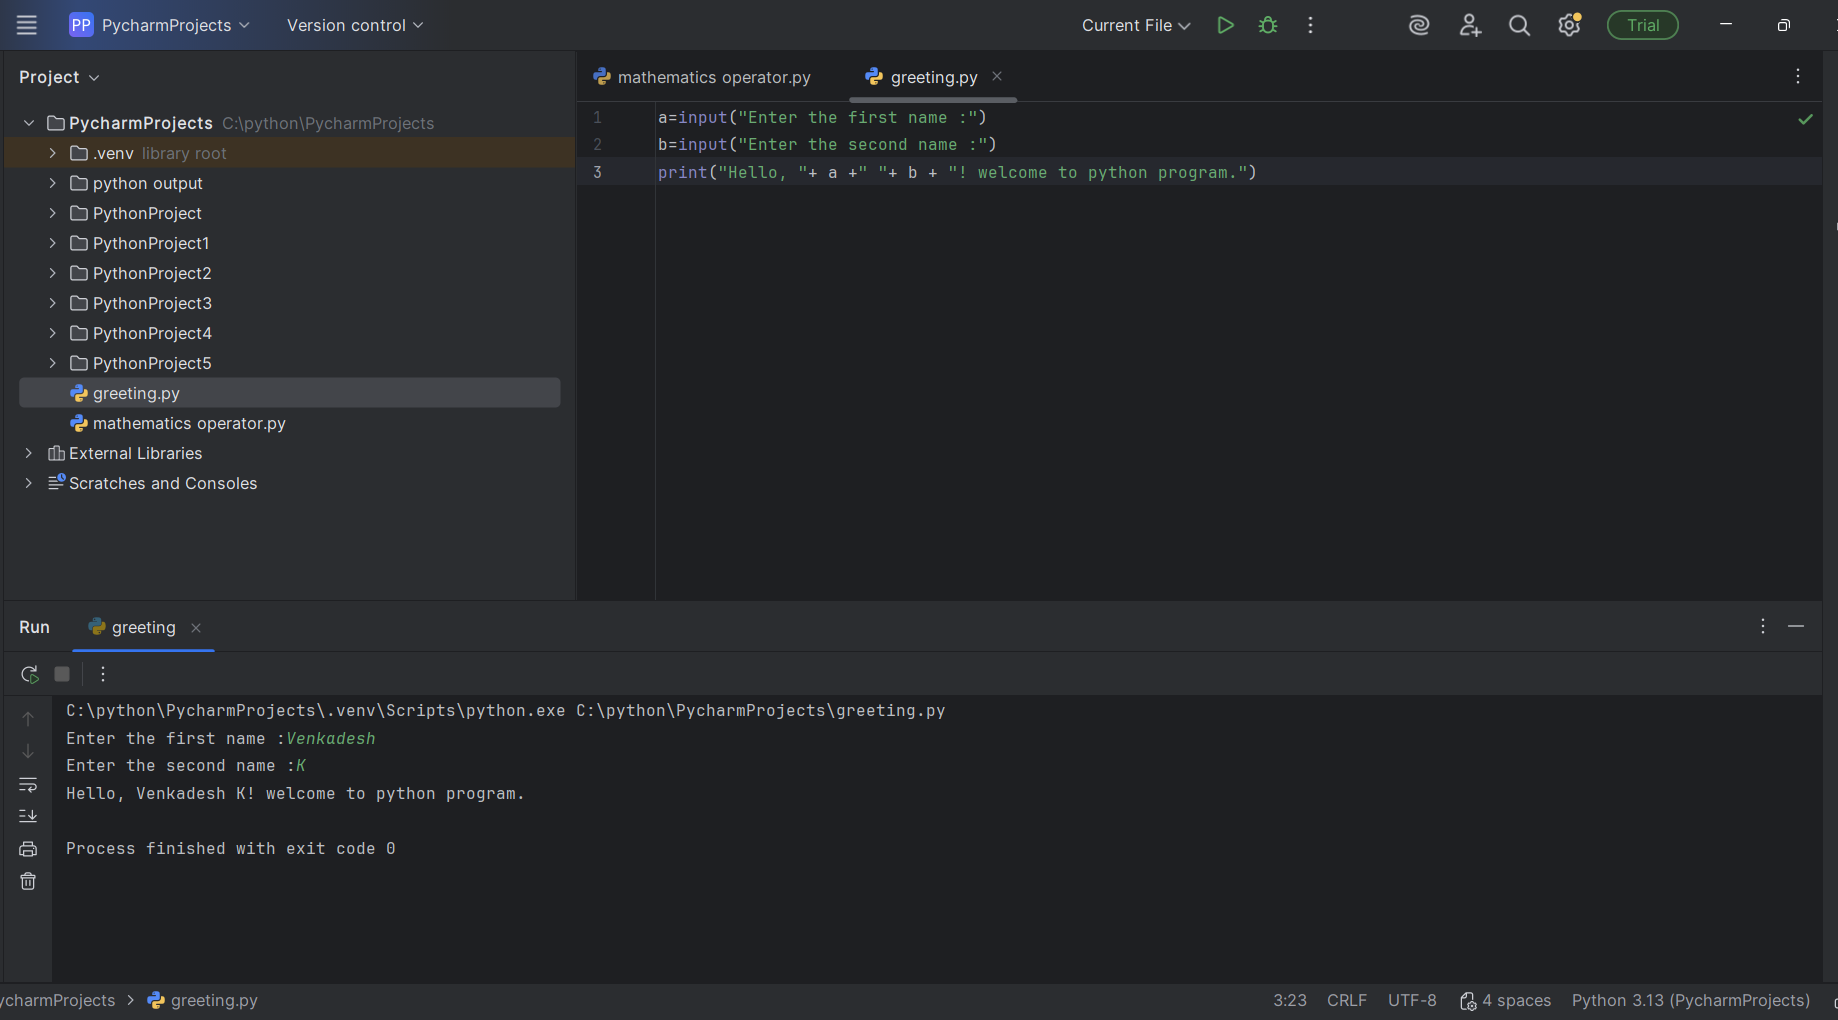 PP PycharmProjects Version control Current File Trial
Project
mathematics operator.py greeting.py
PycharmProjects C:\python\PycharmProjects
.venv library root
python output
PythonProject
PythonProject1
PythonProject2
PythonProject3
PythonProject4
PythonProject5
greeting.py
mathematics operator.py
External Libraries
Scratches and Consoles
1 a=input("Enter the first name :")
2 b=input("Enter the second name :")
3 print("Hello, "+ a +" "+ b + "! welcome to python program.")
Run greeting
C:\python\PycharmProjects\.venv\Scripts\python.exe C:\python\PycharmProjects\greeting.py
Enter the first name :Venkadesh
Enter the second name :K
Hello, Venkadesh K! welcome to python program.
Process finished with exit code 0
ycharmProjects greeting.py 3:23 CRLF UTF-8 4 spaces Python 3.13 (PycharmProjects)